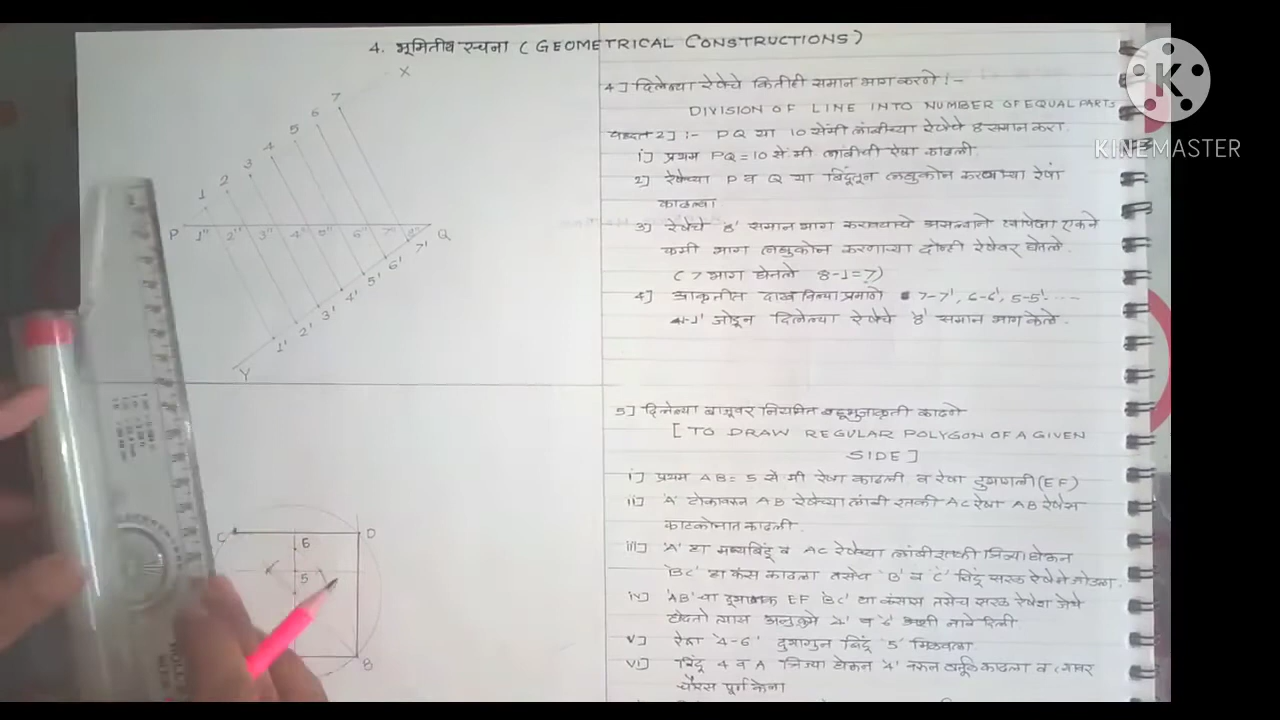 4. भूमितीय रचना ( GEOMETRICAL CONSTRUCTIONS )
KINEMASTER
X
7
6
5
4
3
2
1
P 1" 2" 3" 4" 5" 6" 7" 8" Q
7'
6'
5'
4'
3'
2'
1'
Y
4] दिलेल्या रेषेचे कितीही समान भाग करणे :-
DIVISION OF LINE INTO NUMBER OF EQUAL PARTS
पद्धत 2] :- PQ या 10 सेंमी लांबीच्या रेषेचे 8 समान करा.
i] प्रथम PQ = 10 से मी लांबीची रेषा काढली.
2] रेषेच्या P व Q या बिंदूतून लघुकोन करणाऱ्या रेषा
काढल्या
3] रेषेचे '8' समान भाग करावयाचे असल्याने त्यापेक्षा एकने
कमी भाग लघुकोन करणाऱ्या दोन्ही रेषेवर घेतले.
( 7 भाग घेतले 8-1=7)
4] आकृतीत दाखविल्याप्रमाणे 7-7', 6-6', 5-5'.....
1-1' जोडून दिलेल्या रेषेचे '8' समान भाग केले.
C D
6
5
B
5] दिलेल्या बाजूवर नियमित बहूभुजाकृती काढणे
[ TO DRAW REGULAR POLYGON OF A GIVEN
SIDE ]
i] प्रथम AB = 5 से मी रेषा काढली व रेषा दुभागली (EF)
ii] 'A' टोकावरून AB रेषेच्या लांबी इतकी AC रेषा AB रेषेस
काटकोनात काढली.
iii] 'A' हा मध्यबिंदू व AC रेषेच्या लांबी इतकी त्रिज्या घेऊन
'BC' हा कंस काढला तसेच 'B' व 'C' बिंदू सरळ रेषेने जोडला.
iv] 'AB' चा दूभाजक EF 'BC' या कंसास तसेच सरळ रेषेस जेथे
छेदतो त्यास अनुक्रमे '4' व '6' अशी नावे दिली
v] रेषा '4-6' दुभागुन बिंदू '5' मिळवला.
vi] बिंदू 4 व A त्रिज्या घेऊन '4' वरून वर्तूळ काढला व त्यावर
चौरस पूर्ण केला